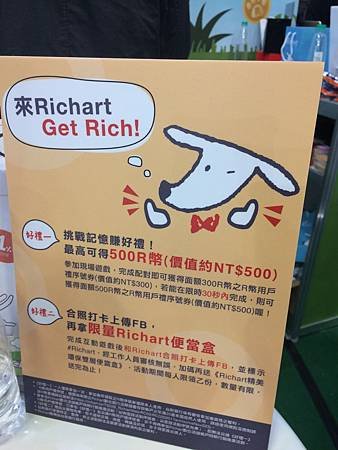 來Richart
Get Rich!
好禮一
挑戰記憶賺好禮！
最高可得500R幣(價值約NT$500)
參加現場遊戲，完成配對即可獲得面額300R幣之R幣用戶
禮序號券(價值約NT$300)，若能在限時30秒內完成，則可
獲得面額500R幣之R幣用戶禮序號券(價值約NT$500)喔！
好禮二
合照打卡上傳FB，
再拿限量Richart便當盒
完成互動遊戲後和Richart合照打卡上傳FB，並標示
#Richart，經工作人員審核無誤，加碼再送《Richart精美
環保雙層便當盒》，活動期間每人限領乙份，數量有限，
送完為止！